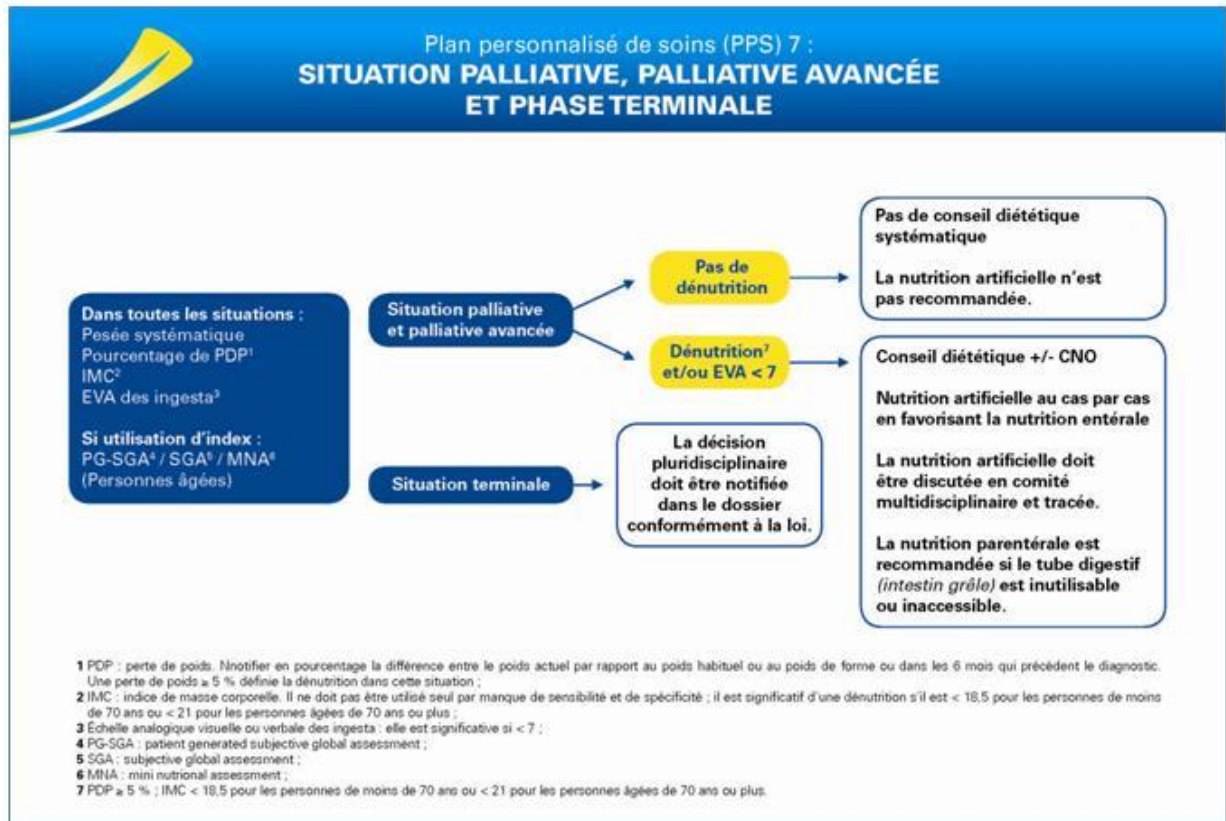 Plan personnalisé de soins (PPS) 7 :
SITUATION PALLIATIVE, PALLIATIVE AVANCÉE
ET PHASE TERMINALE
Dans toutes les situations :
Pesée systématique
Pourcentage de PDP¹
IMC²
EVA des ingesta³
Si utilisation d'index :
PG-SGA⁴ / SGA⁵ / MNA⁶
(Personnes âgées)
Situation palliative
et palliative avancée
Pas de
dénutrition
Pas de conseil diététique
systématique
La nutrition artificielle n'est
pas recommandée.
Dénutrition⁷
et/ou EVA < 7
Conseil diététique +/- CNO
Nutrition artificielle au cas par cas
en favorisant la nutrition entérale
La nutrition artificielle doit
être discutée en comité
multidisciplinaire et tracée.
La nutrition parentérale est
recommandée si le tube digestif
(intestin grêle) est inutilisable
ou inaccessible.
Situation terminale
La décision
pluridisciplinaire
doit être notifiée
dans le dossier
conformément à la loi.
1 PDP : perte de poids. Nnotifier en pourcentage la différence entre le poids actuel par rapport au poids habituel ou au poids de forme ou dans les 6 mois qui précèdent le diagnostic.
Une perte de poids ≥ 5 % définie la dénutrition dans cette situation ;
2 IMC : indice de masse corporelle. Il ne doit pas être utilisé seul par manque de sensibilité et de spécificité ; il est significatif d'une dénutrition s'il est < 18,5 pour les personnes de moins
de 70 ans ou < 21 pour les personnes âgées de 70 ans ou plus ;
3 Échelle analogique visuelle ou verbale des ingesta : elle est significative si < 7 ;
4 PG-SGA : patient generated subjective global assessment ;
5 SGA : subjective global assessment ;
6 MNA : mini nutrional assessment ;
7 PDP ≥ 5 % ; IMC < 18,5 pour les personnes de moins de 70 ans ou < 21 pour les personnes âgées de 70 ans ou plus.